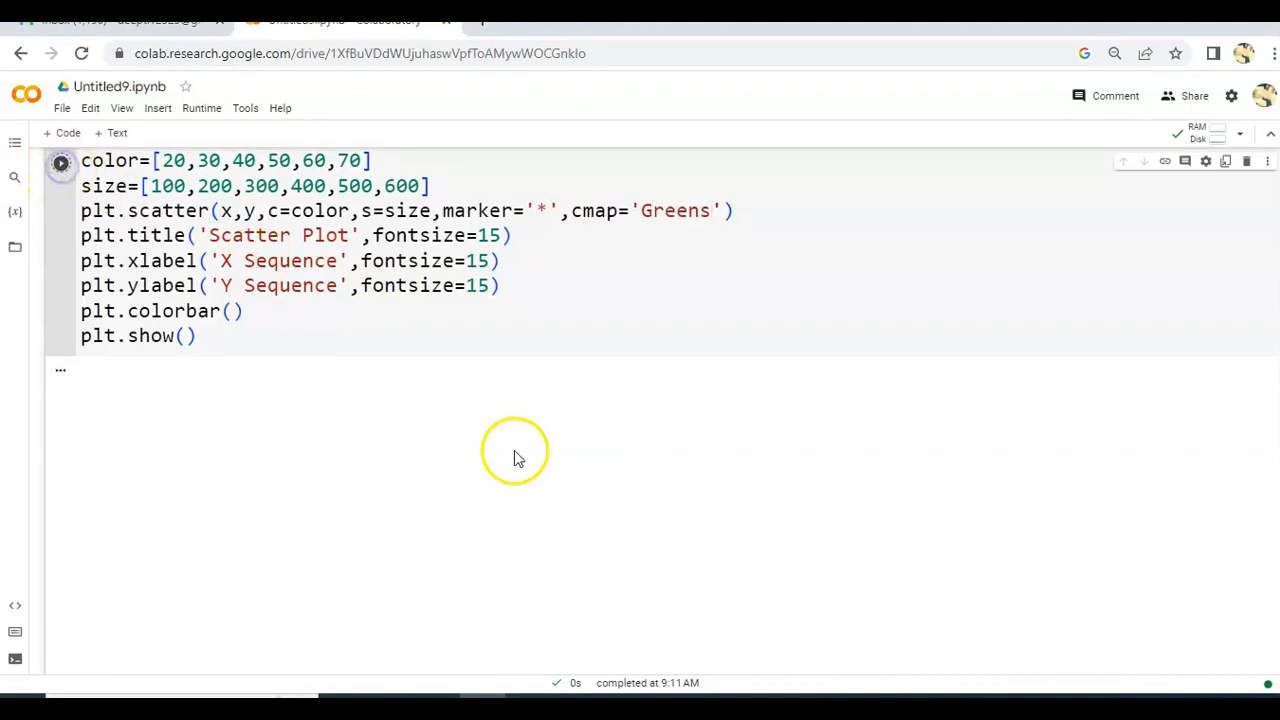 colab.research.google.com/drive/1XfBuVDdWUjuhaswVpfToAMywWOCGnkIo
Untitled9.ipynb
File Edit View Insert Runtime Tools Help
Comment
Share
+ Code + Text
RAM
Disk
color=[20,30,40,50,60,70]
size=[100,200,300,400,500,600]
plt.scatter(x,y,c=color,s=size,marker='*',cmap='Greens')
plt.title('Scatter Plot',fontsize=15)
plt.xlabel('X Sequence',fontsize=15)
plt.ylabel('Y Sequence',fontsize=15)
plt.colorbar()
plt.show()
...
0s completed at 9:11 AM